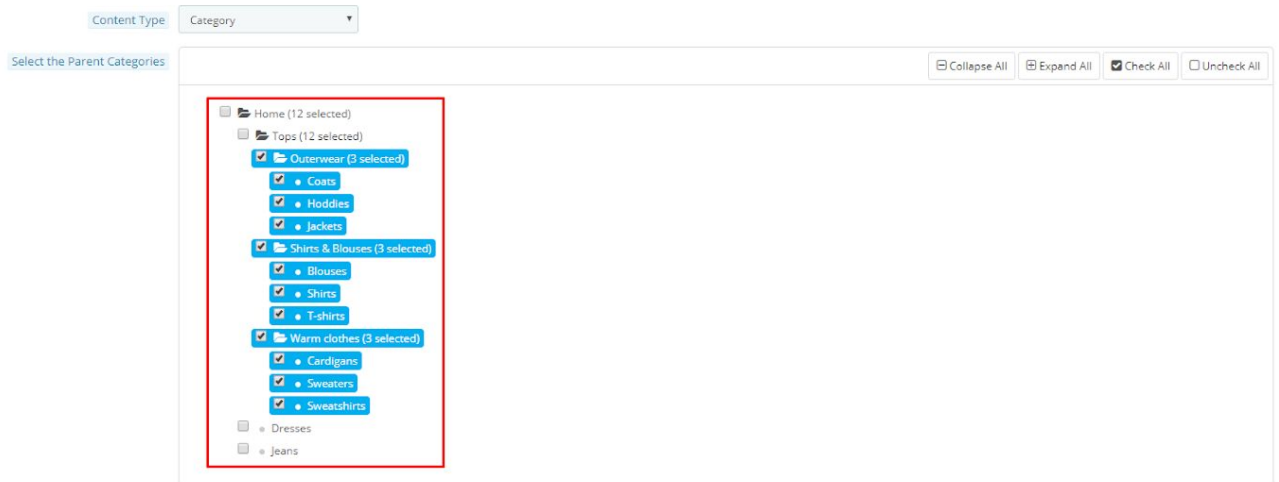 Content Type Category
Select the Parent Categories Collapse All Expand All Check All Uncheck All
Home (12 selected)
Tops (12 selected)
Outerwear (3 selected)
Coats
Hoddies
Jackets
Shirts & Blouses (3 selected)
Blouses
Shirts
T-shirts
Warm clothes (3 selected)
Cardigans
Sweaters
Sweatshirts
Dresses
Jeans